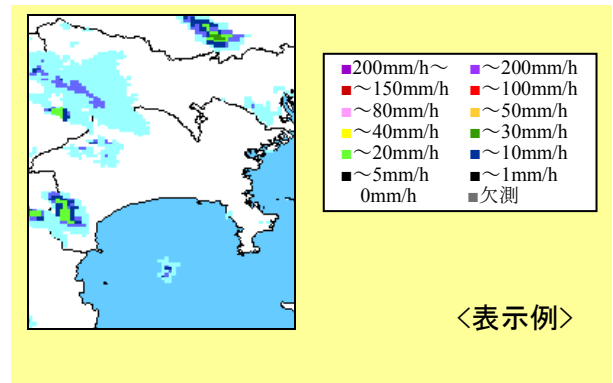 ■200mm/h～ ■～200mm/h
■～150mm/h ■～100mm/h
■～80mm/h ■～50mm/h
■～40mm/h ■～30mm/h
■～20mm/h ■～10mm/h
■～5mm/h ■～1mm/h
0mm/h ■欠測
<表示例>